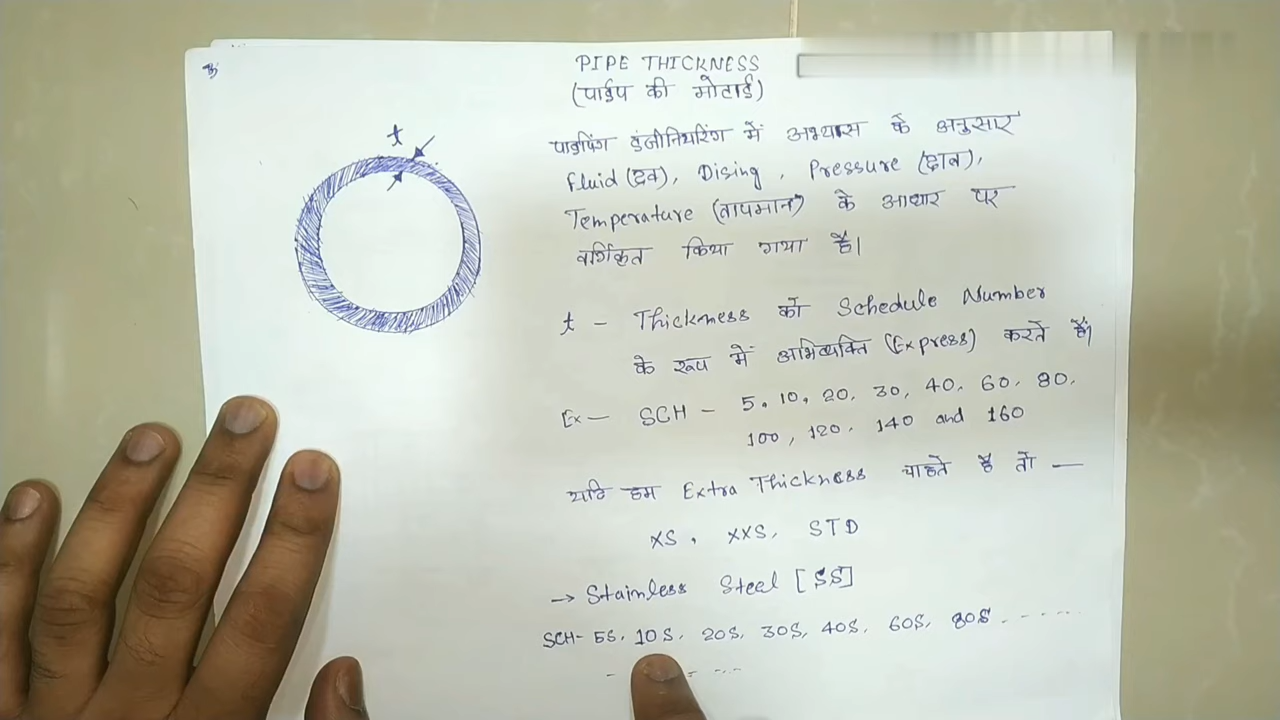 PIPE THICKNESS
(पाईप की मोटाई)
t
पाइपिंग इंजीनियरिंग में अभ्यास के अनुसार
Fluid (द्रव), Dising, Pressure (दाब),
Temperature (तापमान) के आधार पर
वर्गिकृत किया गया है।
t - Thickness को Schedule Number
के रूप में अभिव्यक्ति (Express) करते है।
Ex - SCH - 5, 10, 20, 30, 40, 60, 80,
100, 120, 140 and 160
यदि हम Extra Thickness चाहते है तो —
XS, XXS, STD
→ Stainless Steel [SS]
SCH- 5S, 10S, 20S, 30S, 40S, 60S, 80S. - - - - -